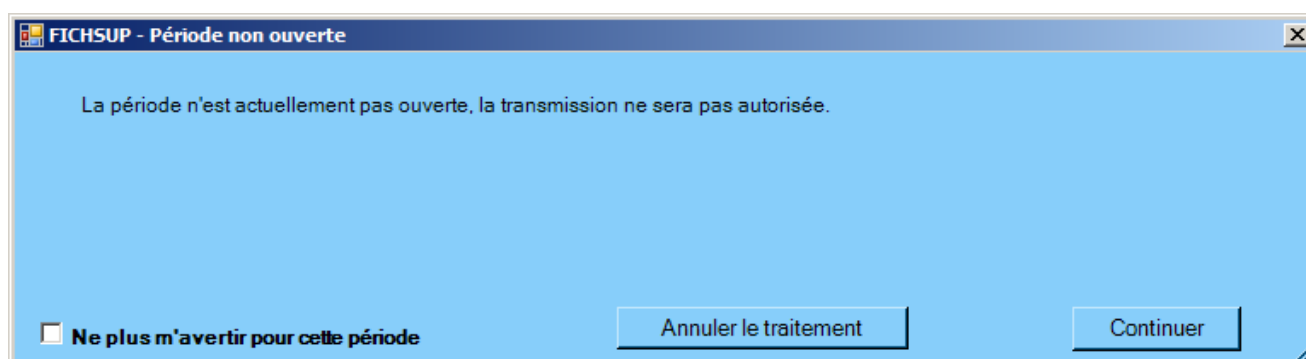 FICHSUP - Période non ouverte
La période n'est actuellement pas ouverte, la transmission ne sera pas autorisée.
Ne plus m'avertir pour cette période
Annuler le traitement
Continuer